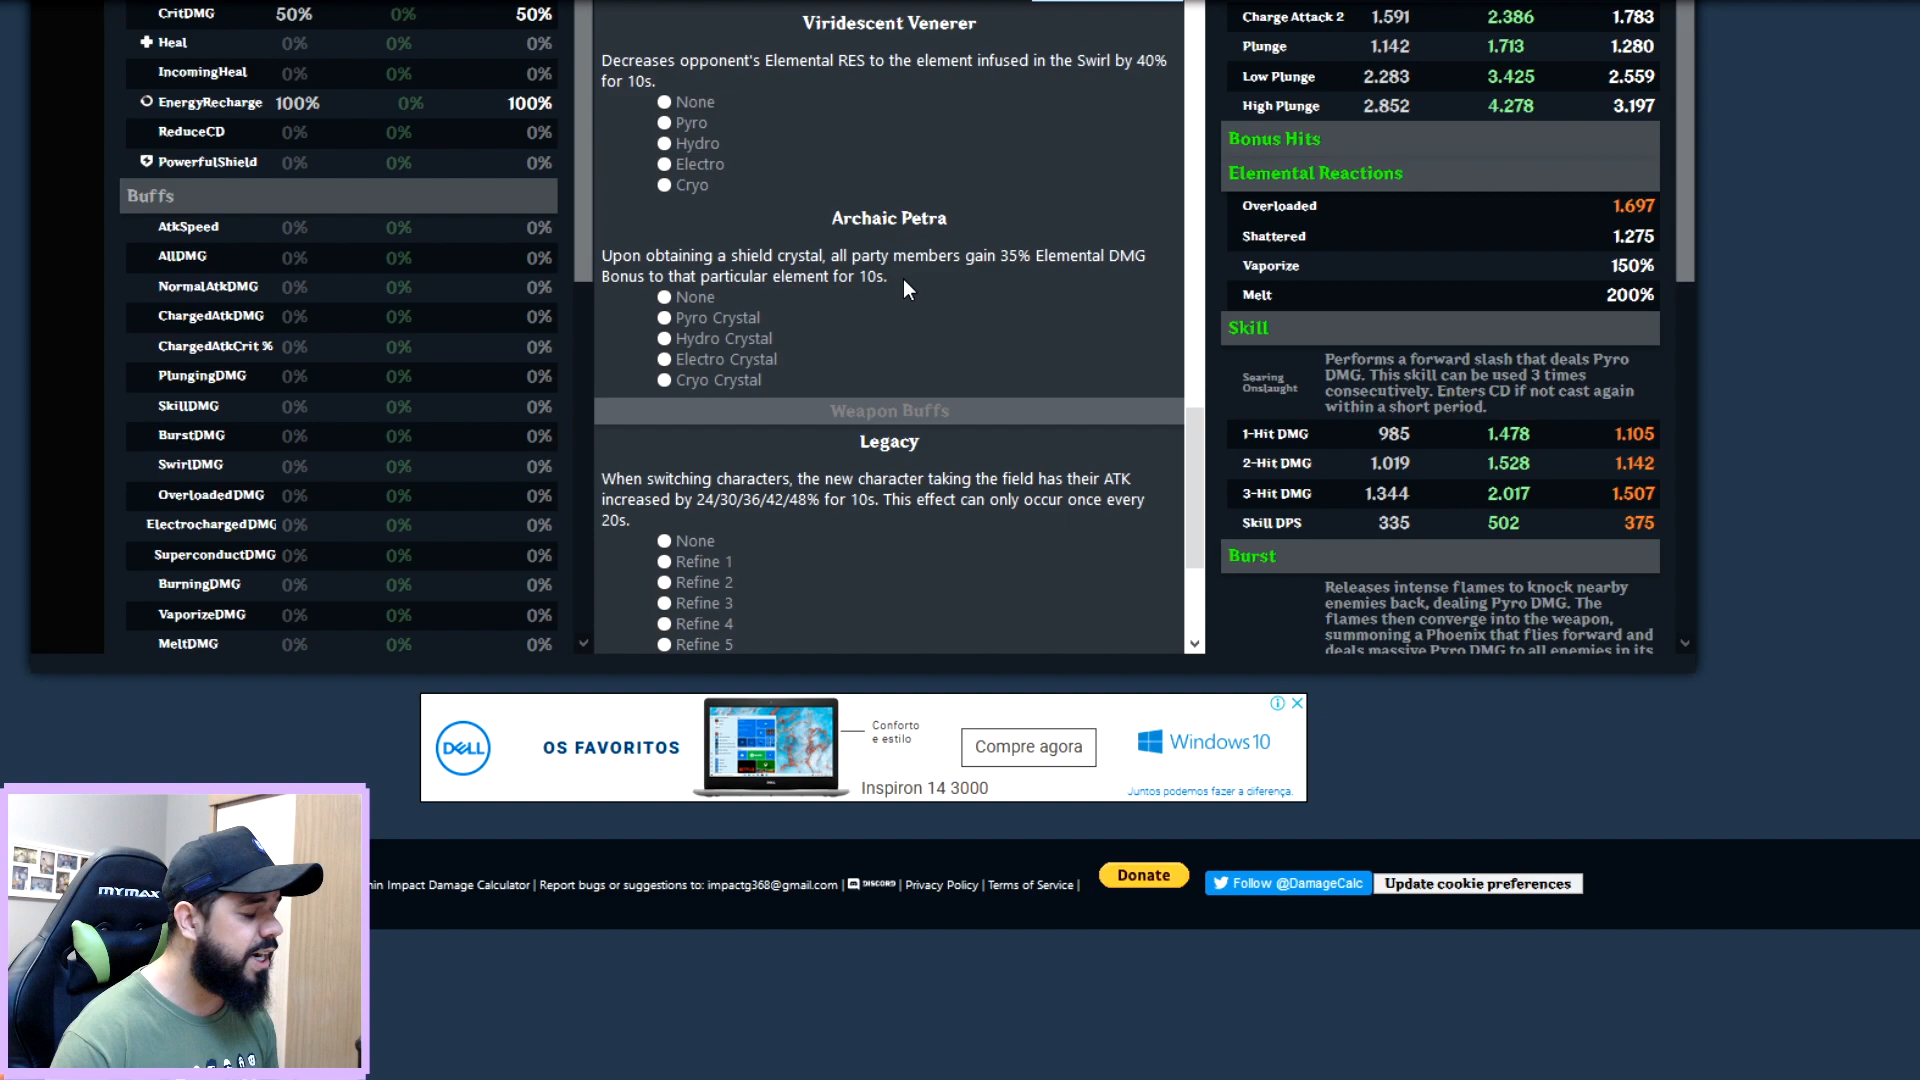 CritDMG 50% 0% 50%
Heal 0% 0% 0%
IncomingHeal 0% 0% 0%
EnergyRecharge 100% 0% 100%
ReduceCD 0% 0% 0%
PowerfulShield 0% 0% 0%
Buffs
AtkSpeed 0% 0% 0%
AllDMG 0% 0% 0%
NormalAtkDMG 0% 0% 0%
ChargedAtkDMG 0% 0% 0%
ChargedAtkCrit % 0% 0% 0%
PlungingDMG 0% 0% 0%
SkillDMG 0% 0% 0%
BurstDMG 0% 0% 0%
SwirlDMG 0% 0% 0%
OverloadedDMG 0% 0% 0%
ElectrochargedDMG 0% 0% 0%
SuperconductDMG 0% 0% 0%
BurningDMG 0% 0% 0%
VaporizeDMG 0% 0% 0%
MeltDMG 0% 0% 0%
Viridescent Venerer
Decreases opponent's Elemental RES to the element infused in the Swirl by 40%
for 10s.
None
Pyro
Hydro
Electro
Cryo
Archaic Petra
Upon obtaining a shield crystal, all party members gain 35% Elemental DMG
Bonus to that particular element for 10s.
None
Pyro Crystal
Hydro Crystal
Electro Crystal
Cryo Crystal
Weapon Buffs
Legacy
When switching characters, the new character taking the field has their ATK
increased by 24/30/36/42/48% for 10s. This effect can only occur once every
20s.
None
Refine 1
Refine 2
Refine 3
Refine 4
Refine 5
Charge Attack 2 1.591 2.386 1.783
Plunge 1.142 1.713 1.280
Low Plunge 2.283 3.425 2.559
High Plunge 2.852 4.278 3.197
Bonus Hits
Elemental Reactions
Overloaded 1.697
Shattered 1.275
Vaporize 150%
Melt 200%
Skill
Searing
Onslaught
Performs a forward slash that deals Pyro
DMG. This skill can be used 3 times
consecutively. Enters CD if not cast again
within a short period.
1-Hit DMG 985 1.478 1.105
2-Hit DMG 1.019 1.528 1.142
3-Hit DMG 1.344 2.017 1.507
Skill DPS 335 502 375
Burst
Releases intense flames to knock nearby
enemies back, dealing Pyro DMG. The
flames then converge into the weapon,
summoning a Phoenix that flies forward and
deals massive Pyro DMG to all enemies in its
DELL
OS FAVORITOS
Conforto
e estilo
Inspiron 14 3000
Compre agora
Windows 10
Juntos podemos fazer a diferença.
MYMAX
Impact Damage Calculator | Report bugs or suggestions to: impactg368@gmail.com | DISCORD | Privacy Policy | Terms of Service |
Donate
Follow @DamageCalc
Update cookie preferences